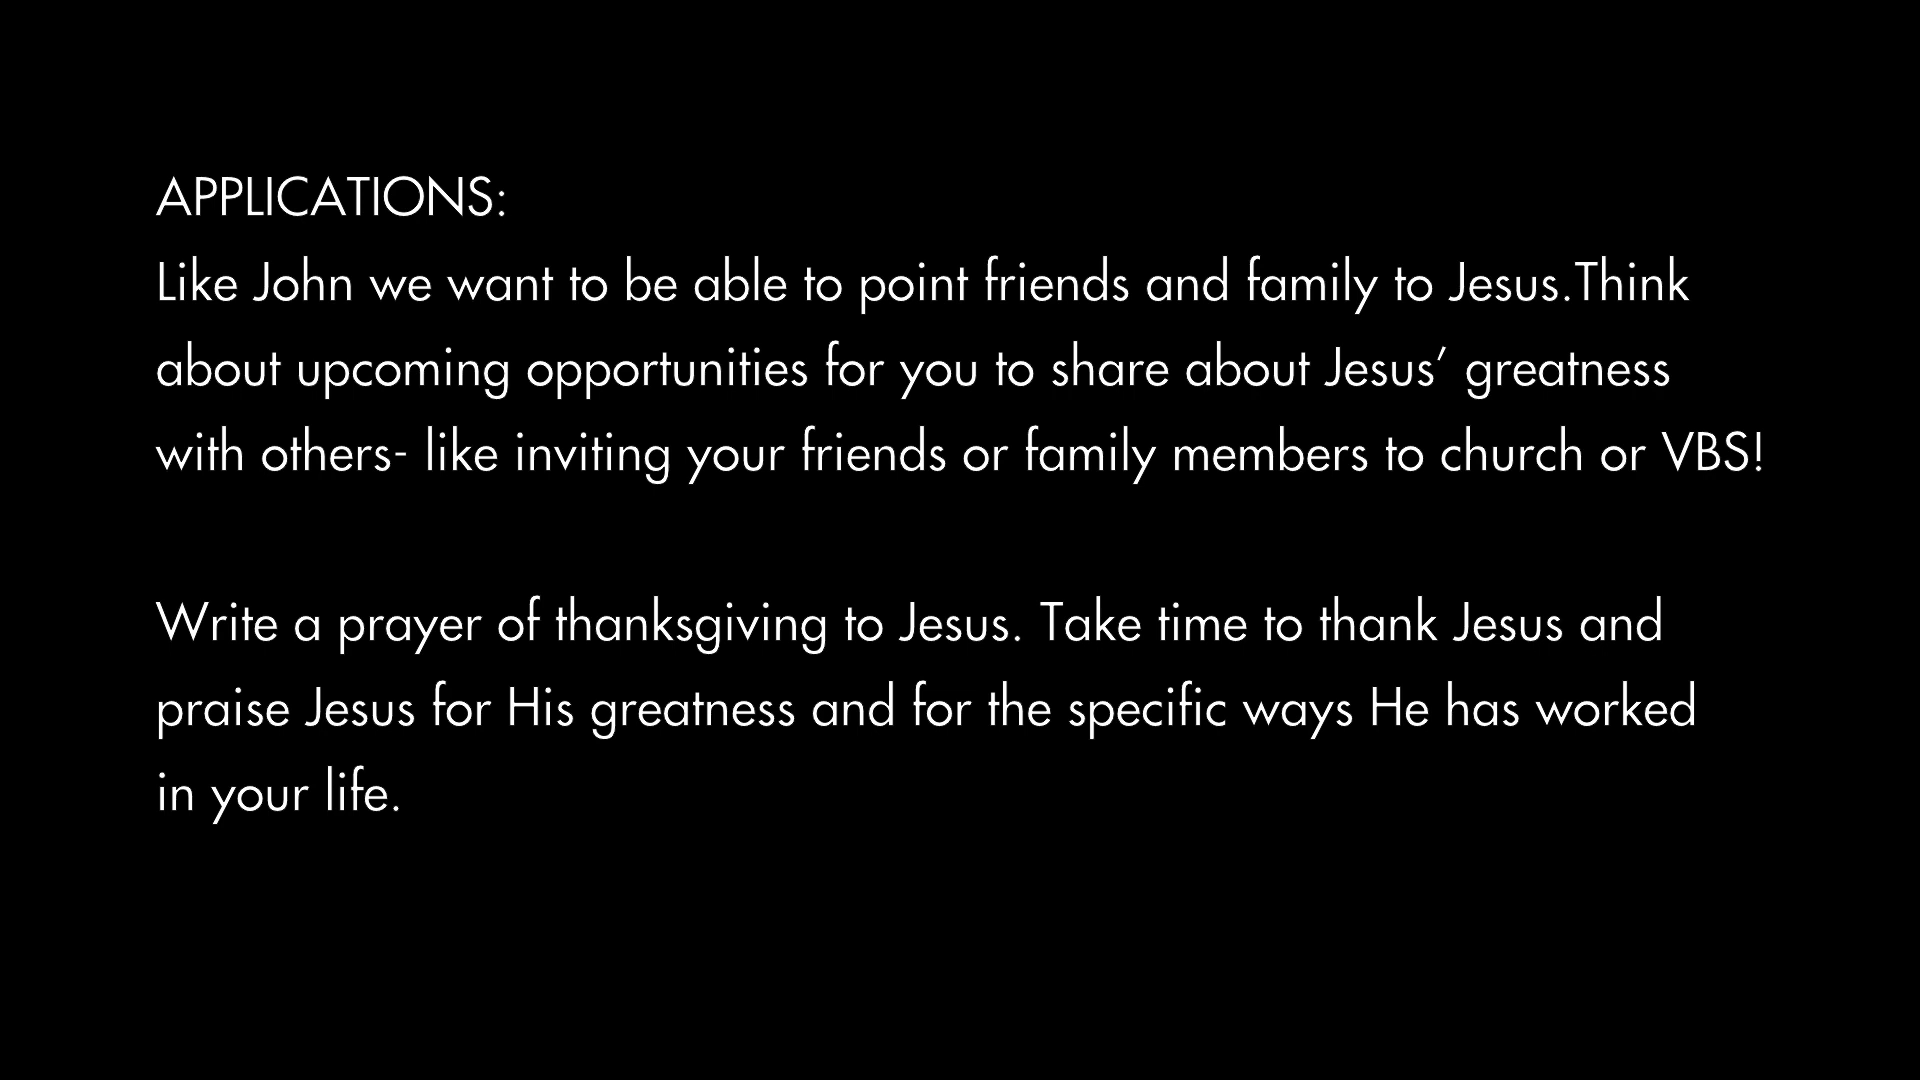 APPLICATIONS:
Like John we want to be able to point friends and family to Jesus.Think
about upcoming opportunities for you to share about Jesus’ greatness
with others- like inviting your friends or family members to church or VBS!
Write a prayer of thanksgiving to Jesus. Take time to thank Jesus and
praise Jesus for His greatness and for the specific ways He has worked
in your life.